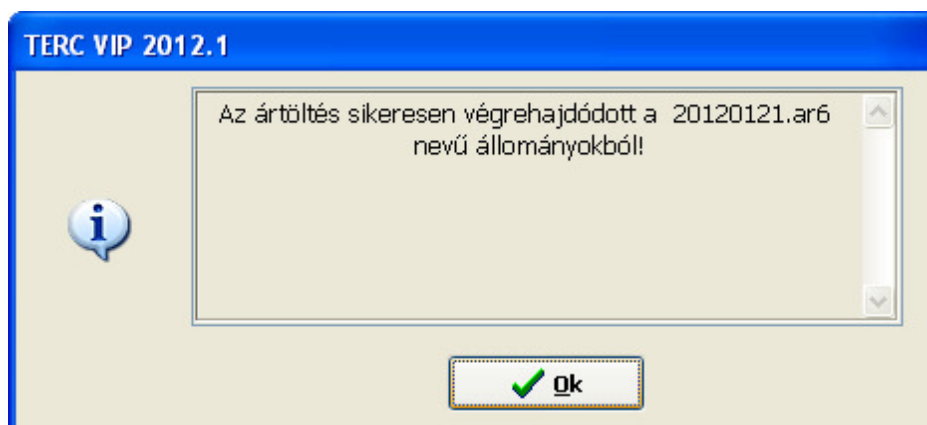 TERC VIP 2012.1
Az ártöltés sikeresen végrehajdódott a  20120121.ar6
nevű állományokból!
Ok